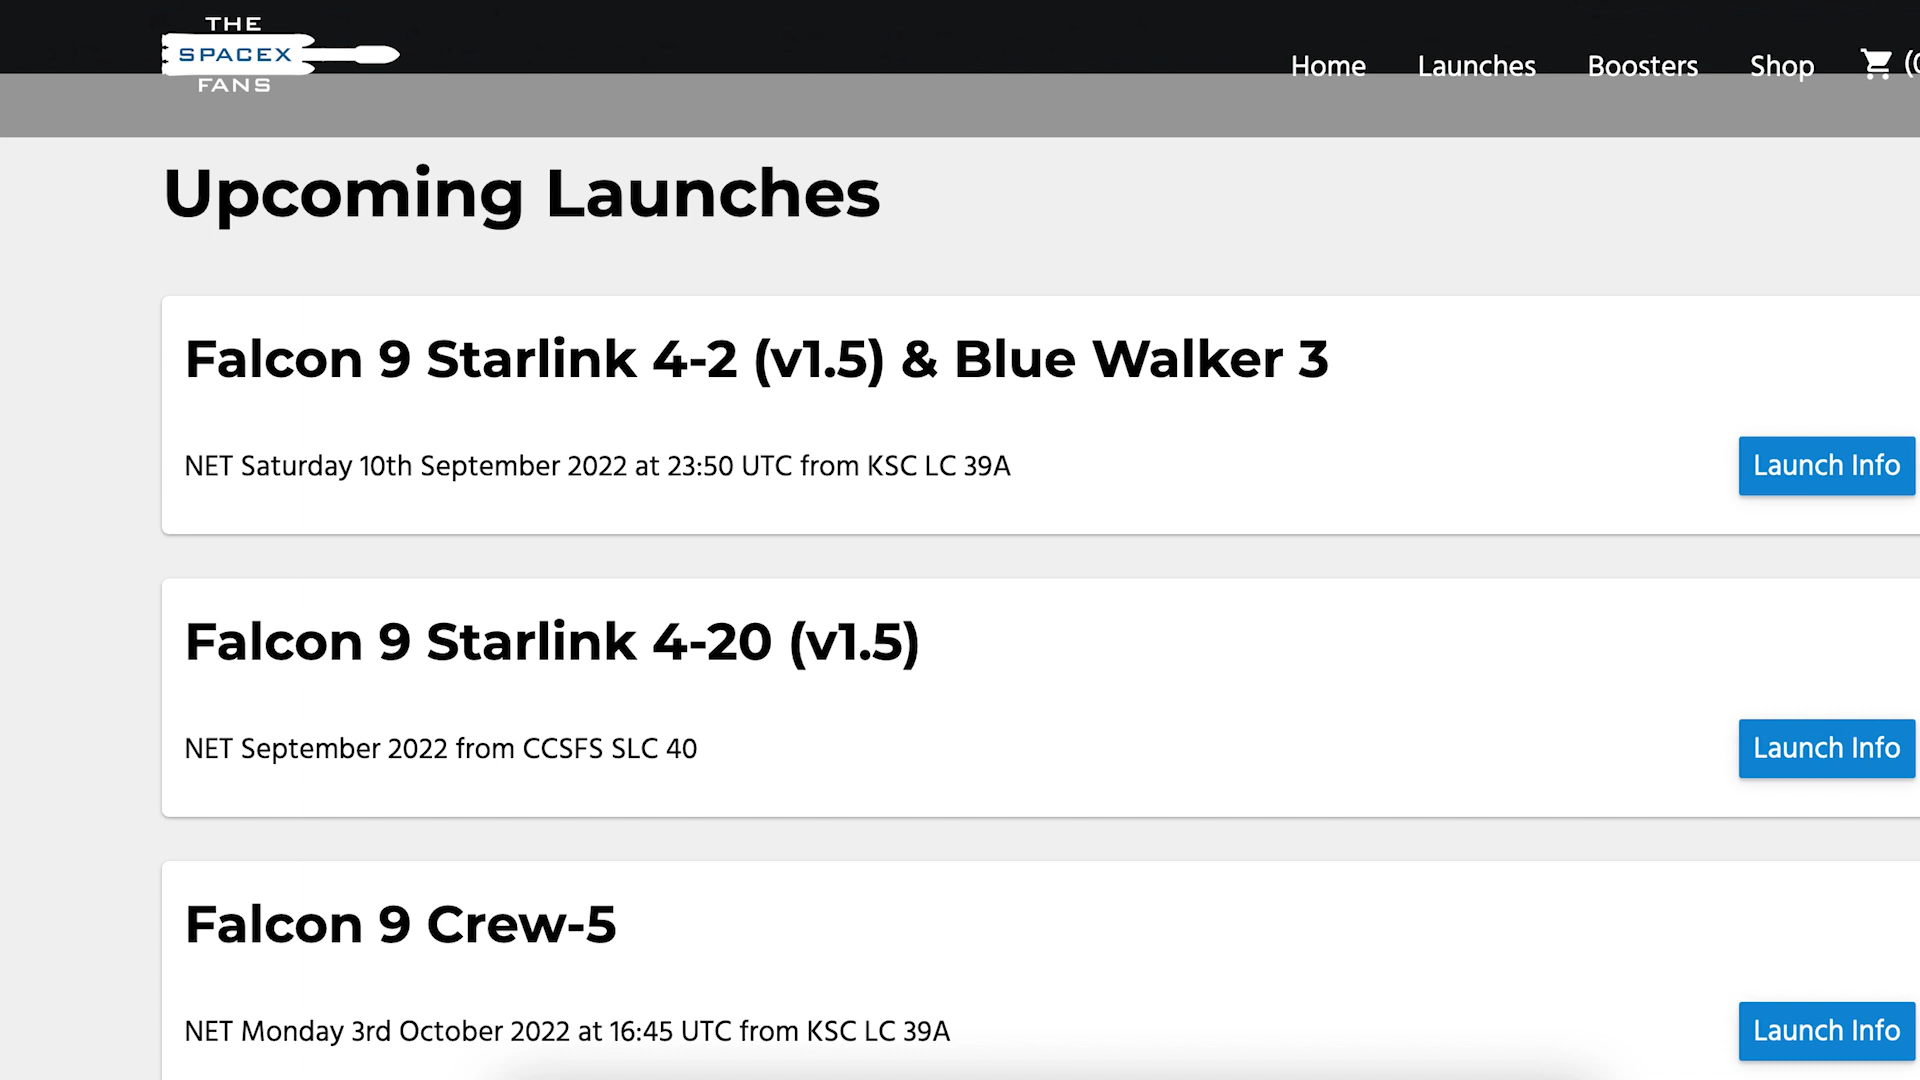 THE
SPACEX
FANS
Home Launches Boosters Shop
Upcoming Launches
Falcon 9 Starlink 4-2 (v1.5) & Blue Walker 3
NET Saturday 10th September 2022 at 23:50 UTC from KSC LC 39A
Launch Info
Falcon 9 Starlink 4-20 (v1.5)
NET September 2022 from CCSFS SLC 40
Launch Info
Falcon 9 Crew-5
NET Monday 3rd October 2022 at 16:45 UTC from KSC LC 39A
Launch Info